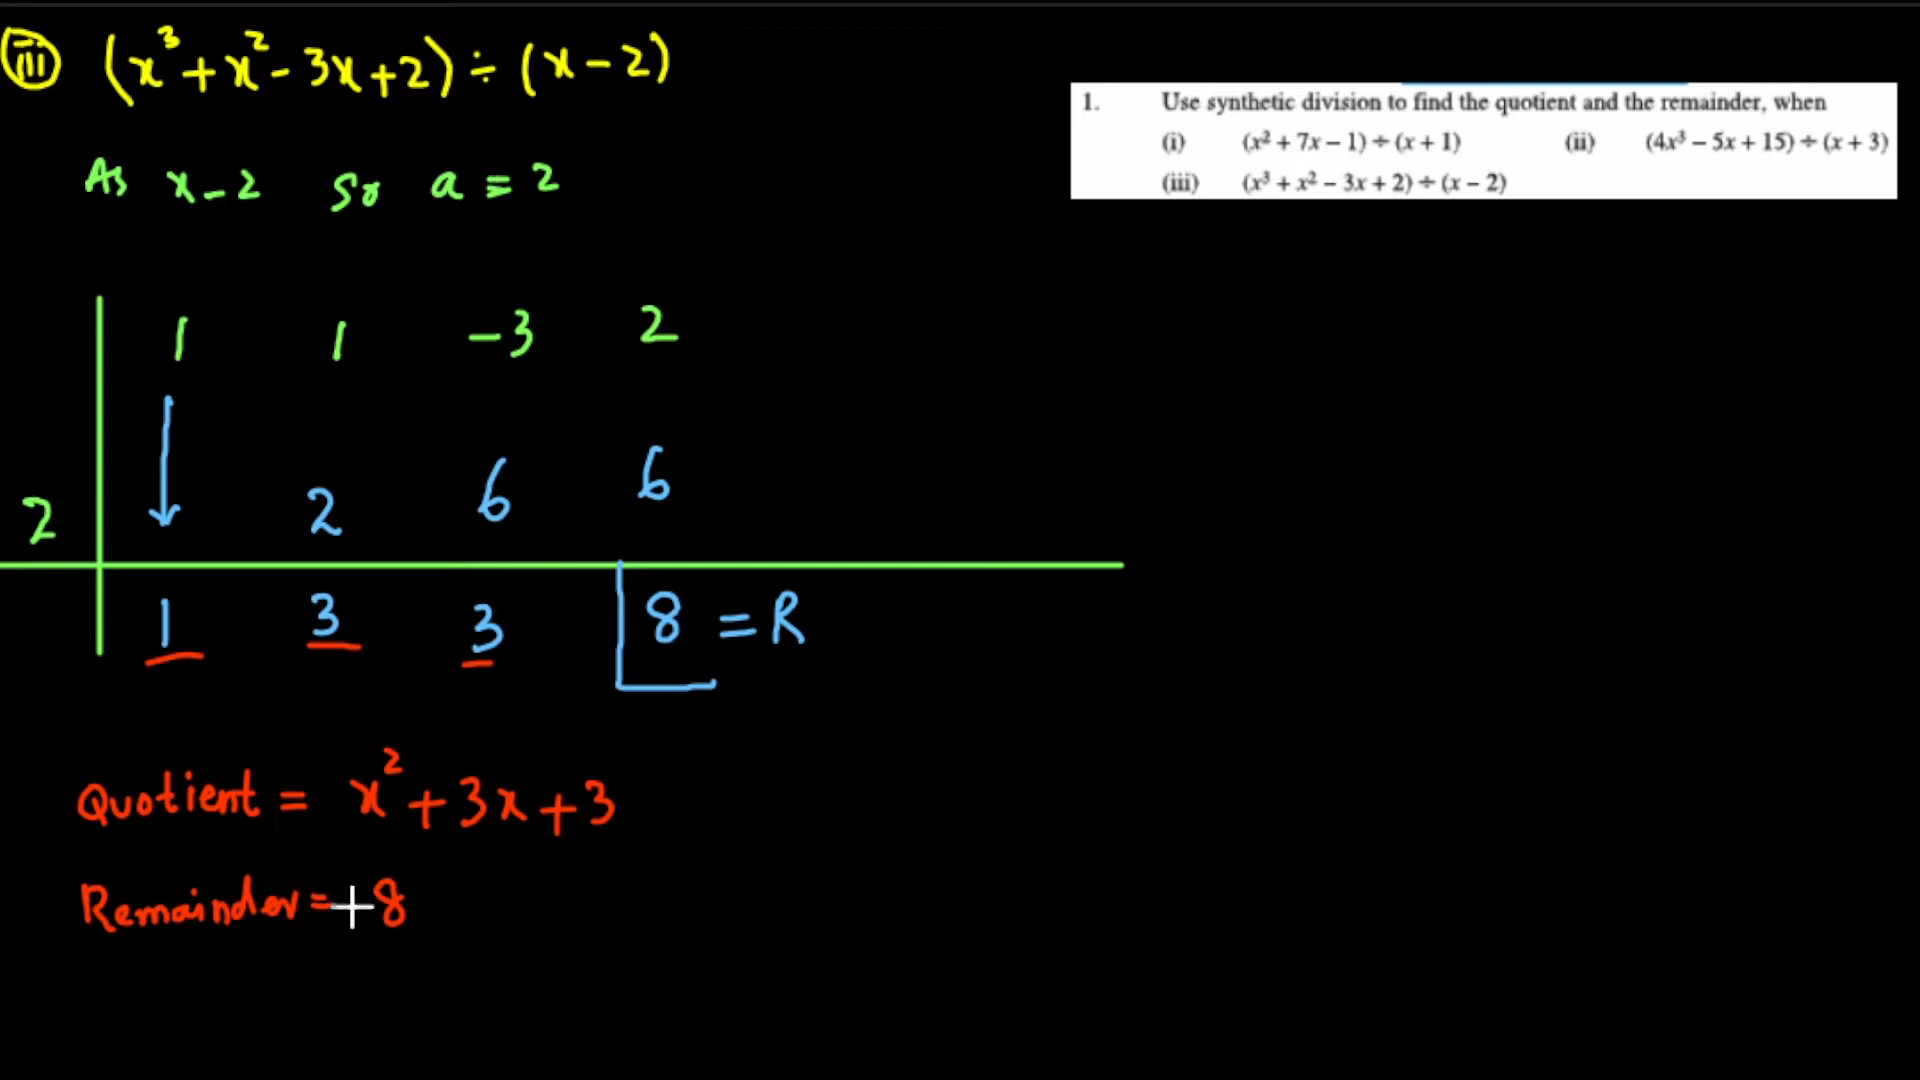 (iii) (x³ + x² - 3x + 2) ÷ (x - 2)
1. Use synthetic division to find the quotient and the remainder, when
(i) (x² + 7x – 1) ÷ (x + 1) (ii) (4x³ – 5x + 15) ÷ (x + 3)
(iii) (x³ + x² – 3x + 2) ÷ (x – 2)
As x - 2 So a = 2
1 1 -3 2
2 2 6 6
1 3 3 8 = R
Quotient = x² + 3x + 3
Remainder = 8